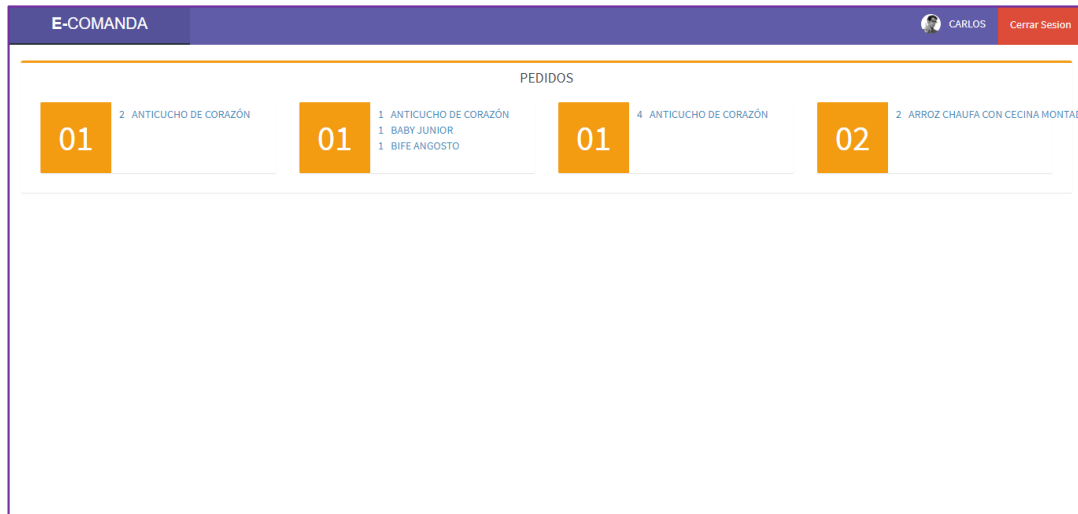 E-COMANDA
CARLOS
Cerrar Sesion
PEDIDOS
01
2 ANTICUCHO DE CORAZÓN
01
1 ANTICUCHO DE CORAZÓN
1 BABY JUNIOR
1 BIFE ANGOSTO
01
4 ANTICUCHO DE CORAZÓN
02
2 ARROZ CHAUFA CON CECINA